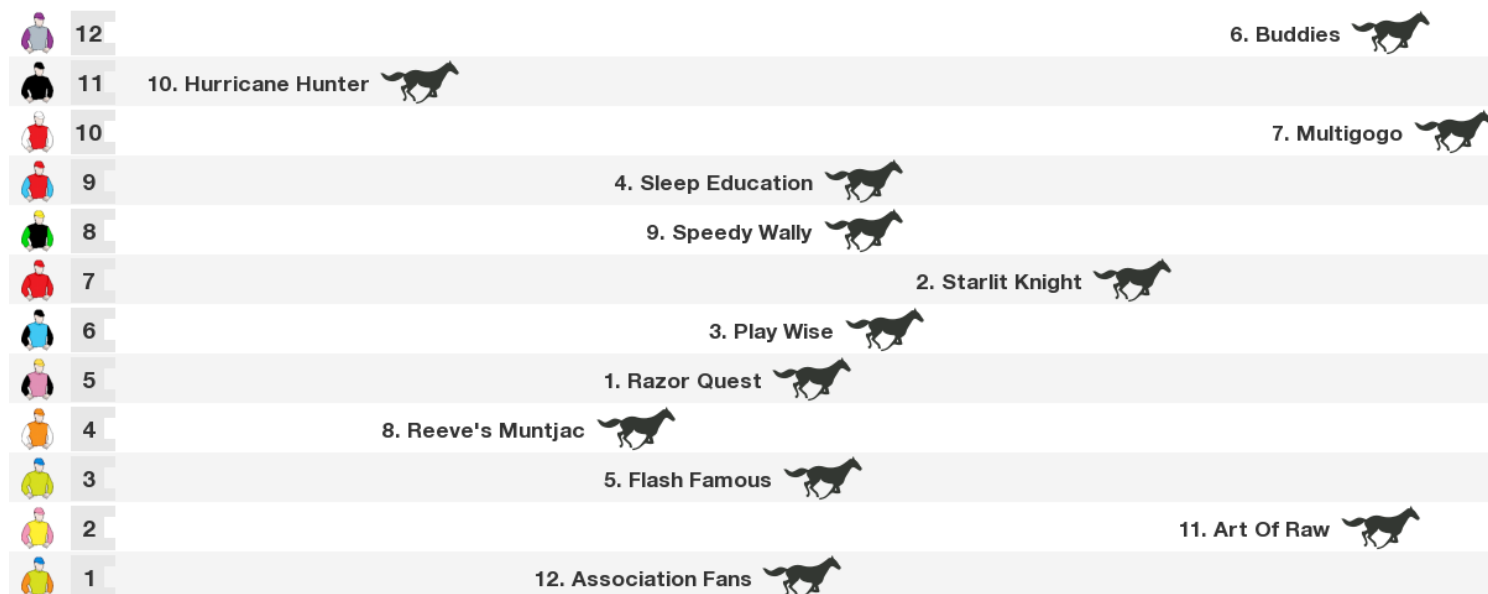 12 6. Buddies
11 10. Hurricane Hunter
10 7. Multigogo
9 4. Sleep Education
8 9. Speedy Wally
7 2. Starlit Knight
6 3. Play Wise
5 1. Razor Quest
4 8. Reeve's Muntjac
3 5. Flash Famous
2 11. Art Of Raw
1 12. Association Fans